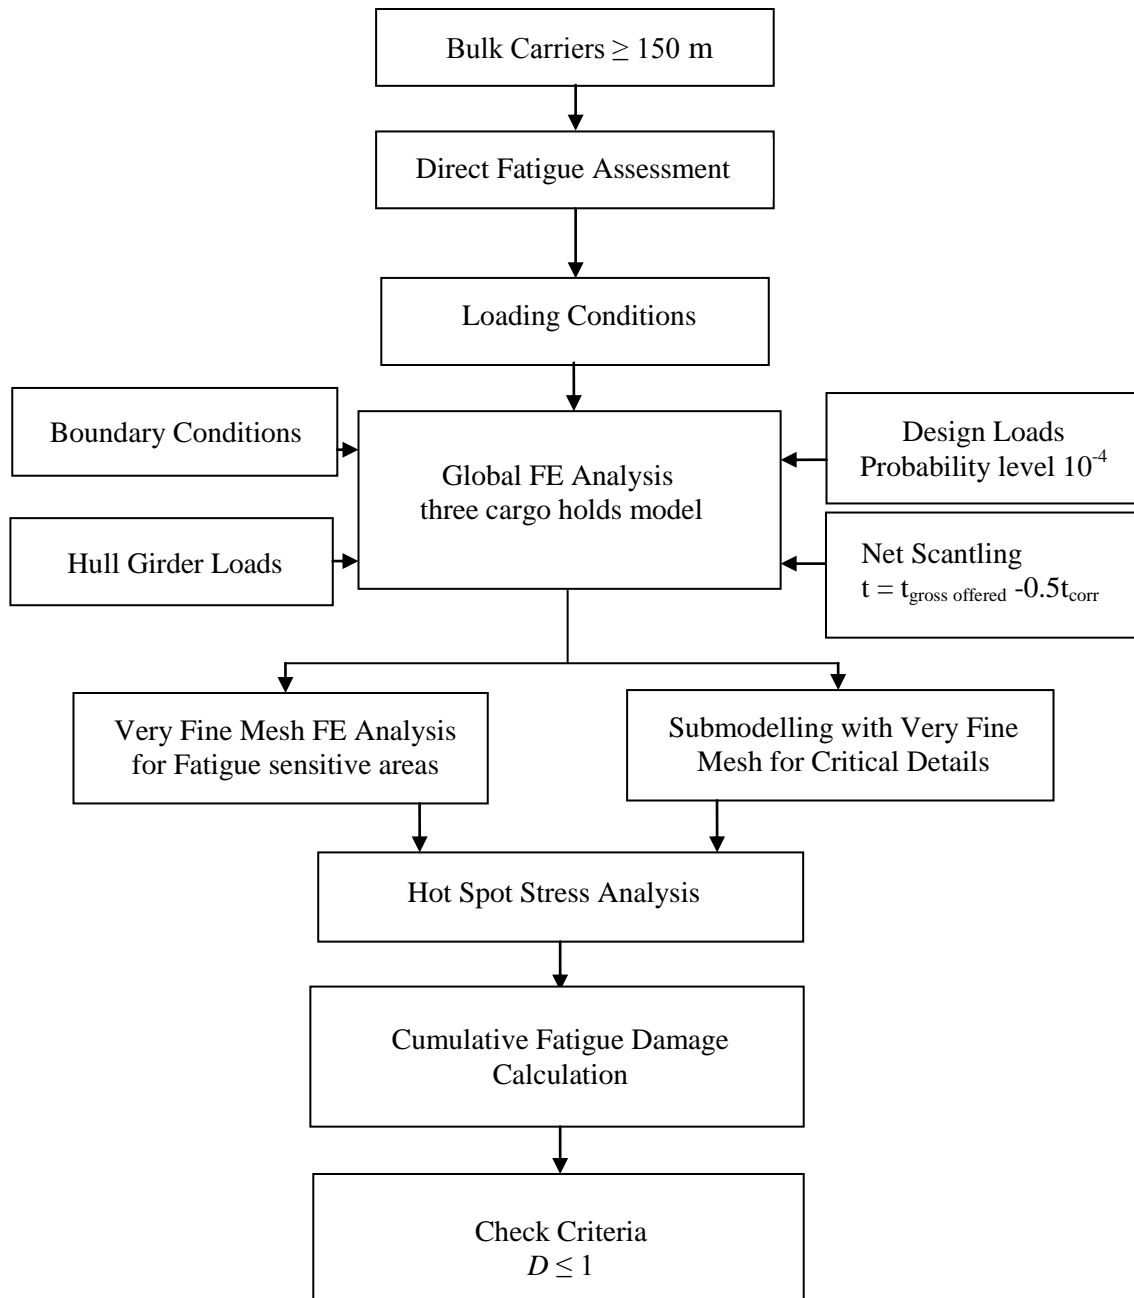 Bulk Carriers ≥ 150 m
Direct Fatigue Assessment
Loading Conditions
Boundary Conditions
Hull Girder Loads
Global FE Analysis
three cargo holds model
Design Loads
Probability level 10⁻⁴
Net Scantling
t = t_gross offered -0.5t_corr
Very Fine Mesh FE Analysis
for Fatigue sensitive areas
Submodelling with Very Fine
Mesh for Critical Details
Hot Spot Stress Analysis
Cumulative Fatigue Damage
Calculation
Check Criteria
D ≤ 1